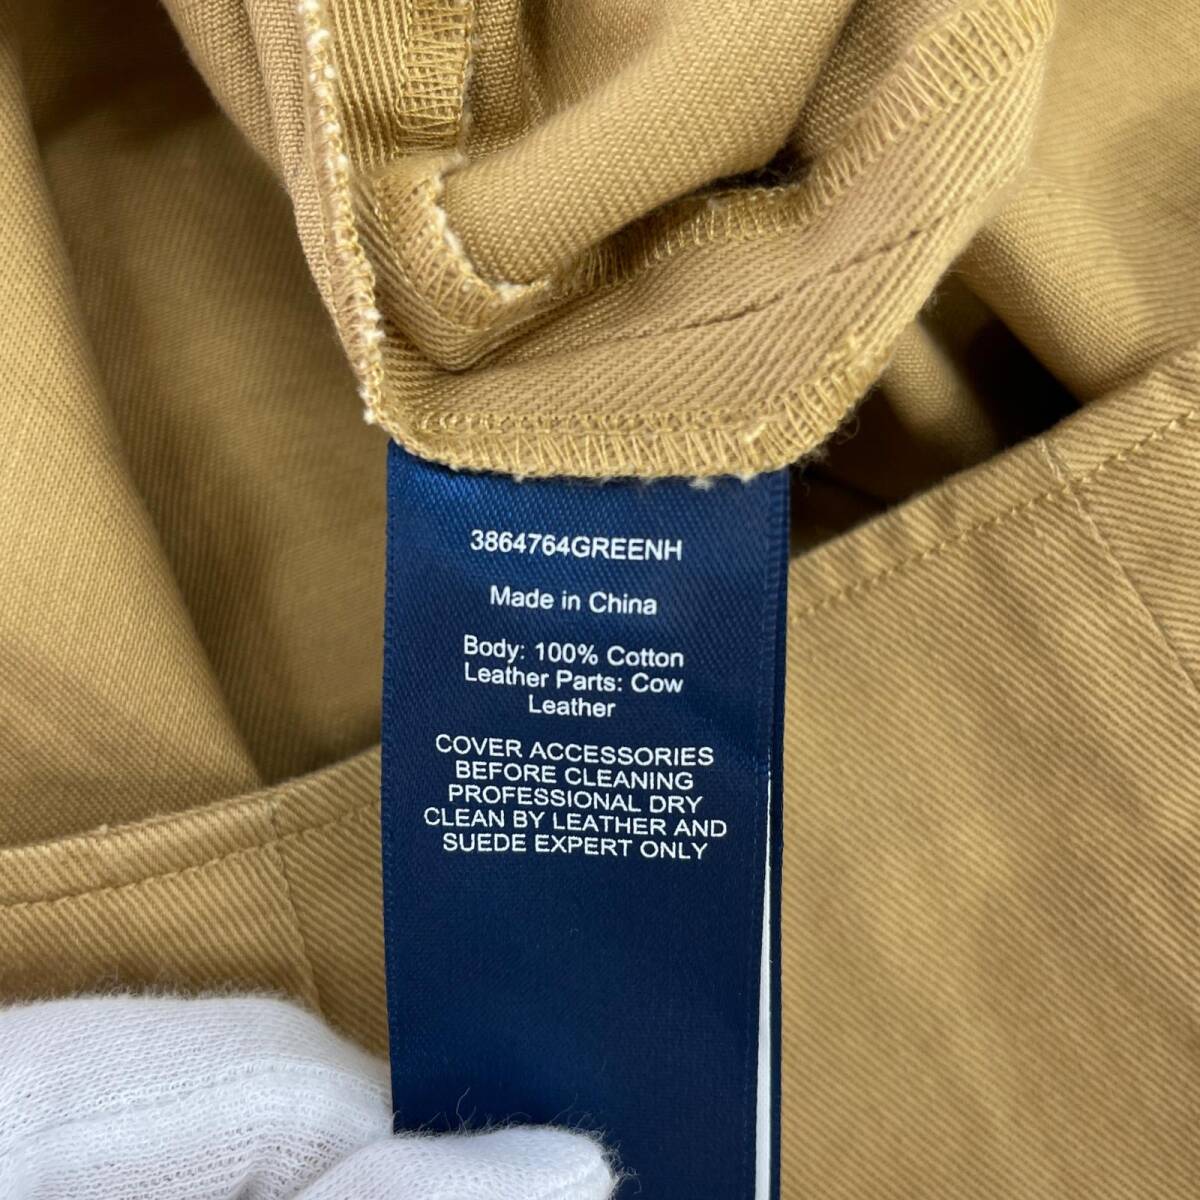 3864764GREENH
Made in China
Body: 100% Cotton
Leather Parts: Cow
Leather
COVER ACCESSORIES
BEFORE CLEANING
PROFESSIONAL DRY
CLEAN BY LEATHER AND
SUEDE EXPERT ONLY